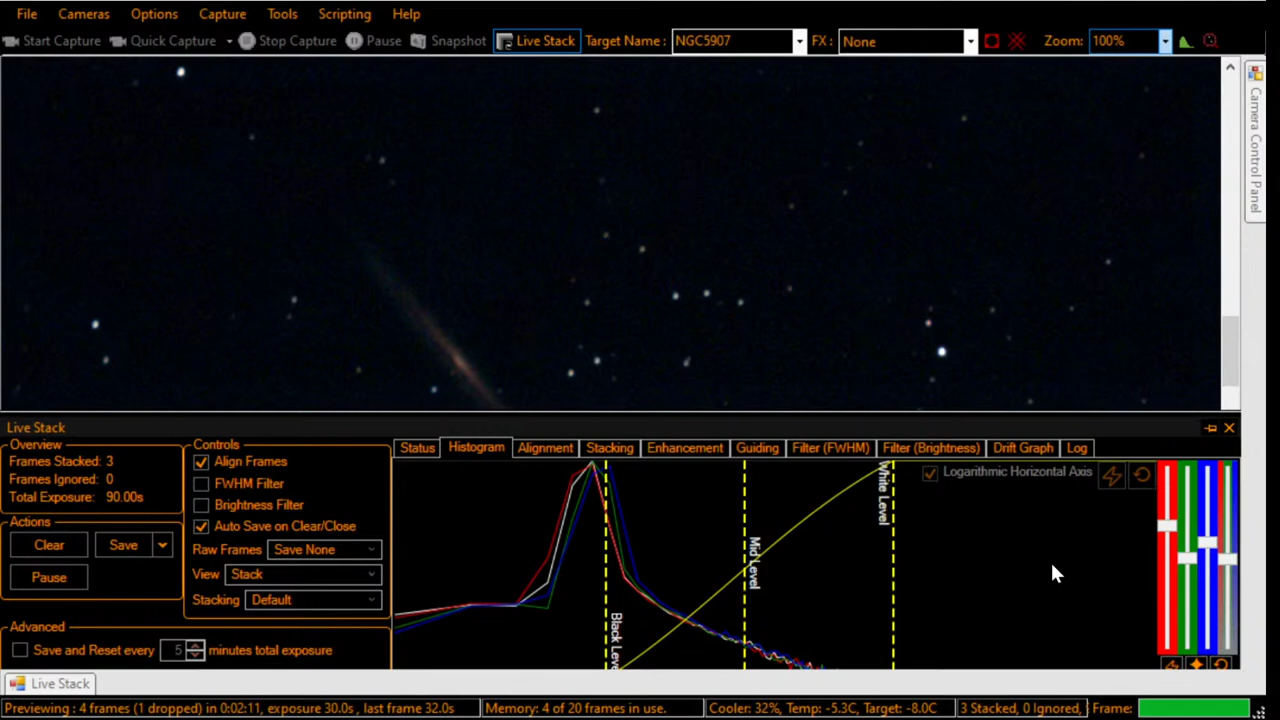 File Cameras Options Capture Tools Scripting Help
Start Capture Quick Capture Stop Capture Pause Snapshot Live Stack Target Name : NGC5907 FX : None Zoom: 100%
Camera Control Panel
Live Stack
Overview
Frames Stacked: 3
Frames Ignored: 0
Total Exposure: 90.00s
Actions
Clear Save
Pause
Controls
Align Frames
FWHM Filter
Brightness Filter
Auto Save on Clear/Close
Raw Frames Save None
View Stack
Stacking Default
Advanced
Save and Reset every 5 minutes total exposure
Status Histogram Alignment Stacking Enhancement Guiding Filter (FWHM) Filter (Brightness) Drift Graph Log
Logarithmic Horizontal Axis
Black Leve
Mid Level
White Level
Live Stack
Previewing : 4 frames (1 dropped) in 0:02:11, exposure 30.0s , last frame 32.0s Memory: 4 of 20 frames in use. Cooler: 32%, Temp: -5.3C, Target: -8.0C 3 Stacked, 0 Ignored, Frame: